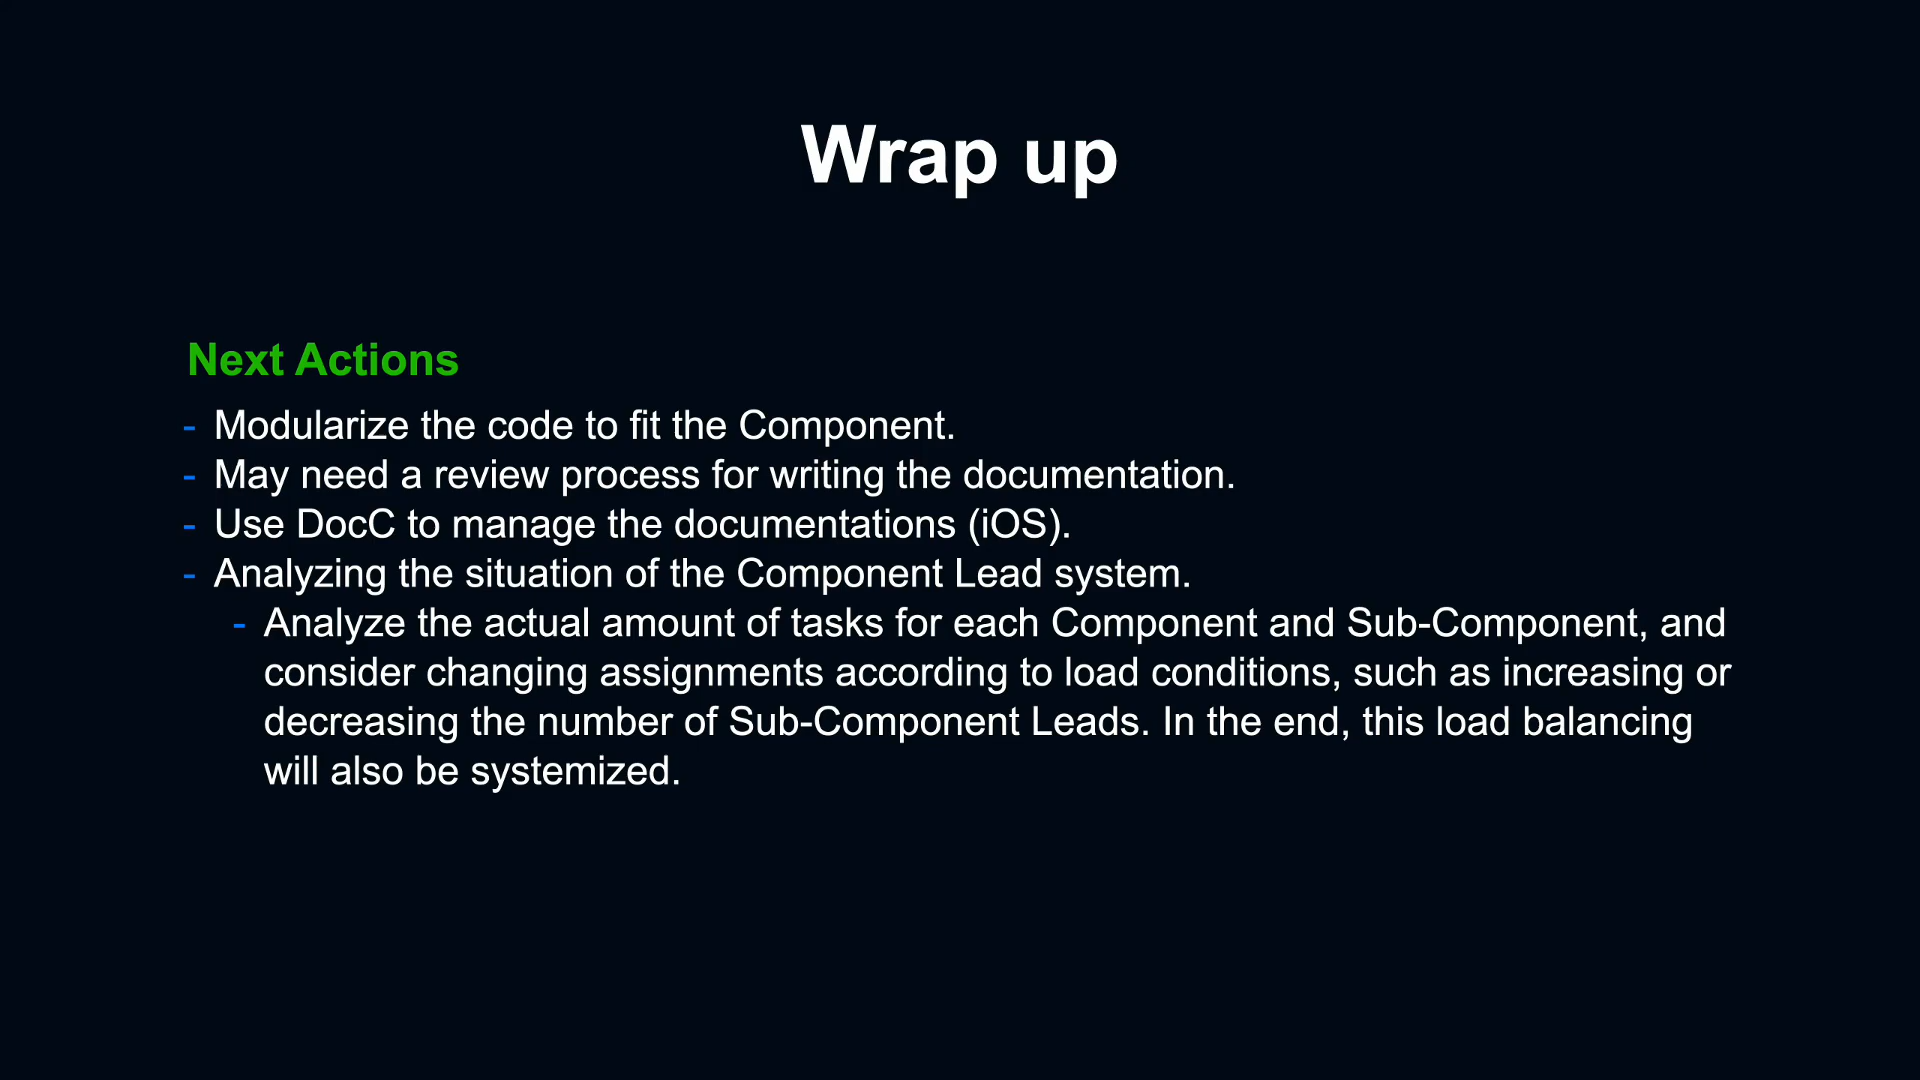 Wrap up
Next Actions
- Modularize the code to fit the Component.
- May need a review process for writing the documentation.
- Use DocC to manage the documentations (iOS).
- Analyzing the situation of the Component Lead system.
- Analyze the actual amount of tasks for each Component and Sub-Component, and
consider changing assignments according to load conditions, such as increasing or
decreasing the number of Sub-Component Leads. In the end, this load balancing
will also be systemized.